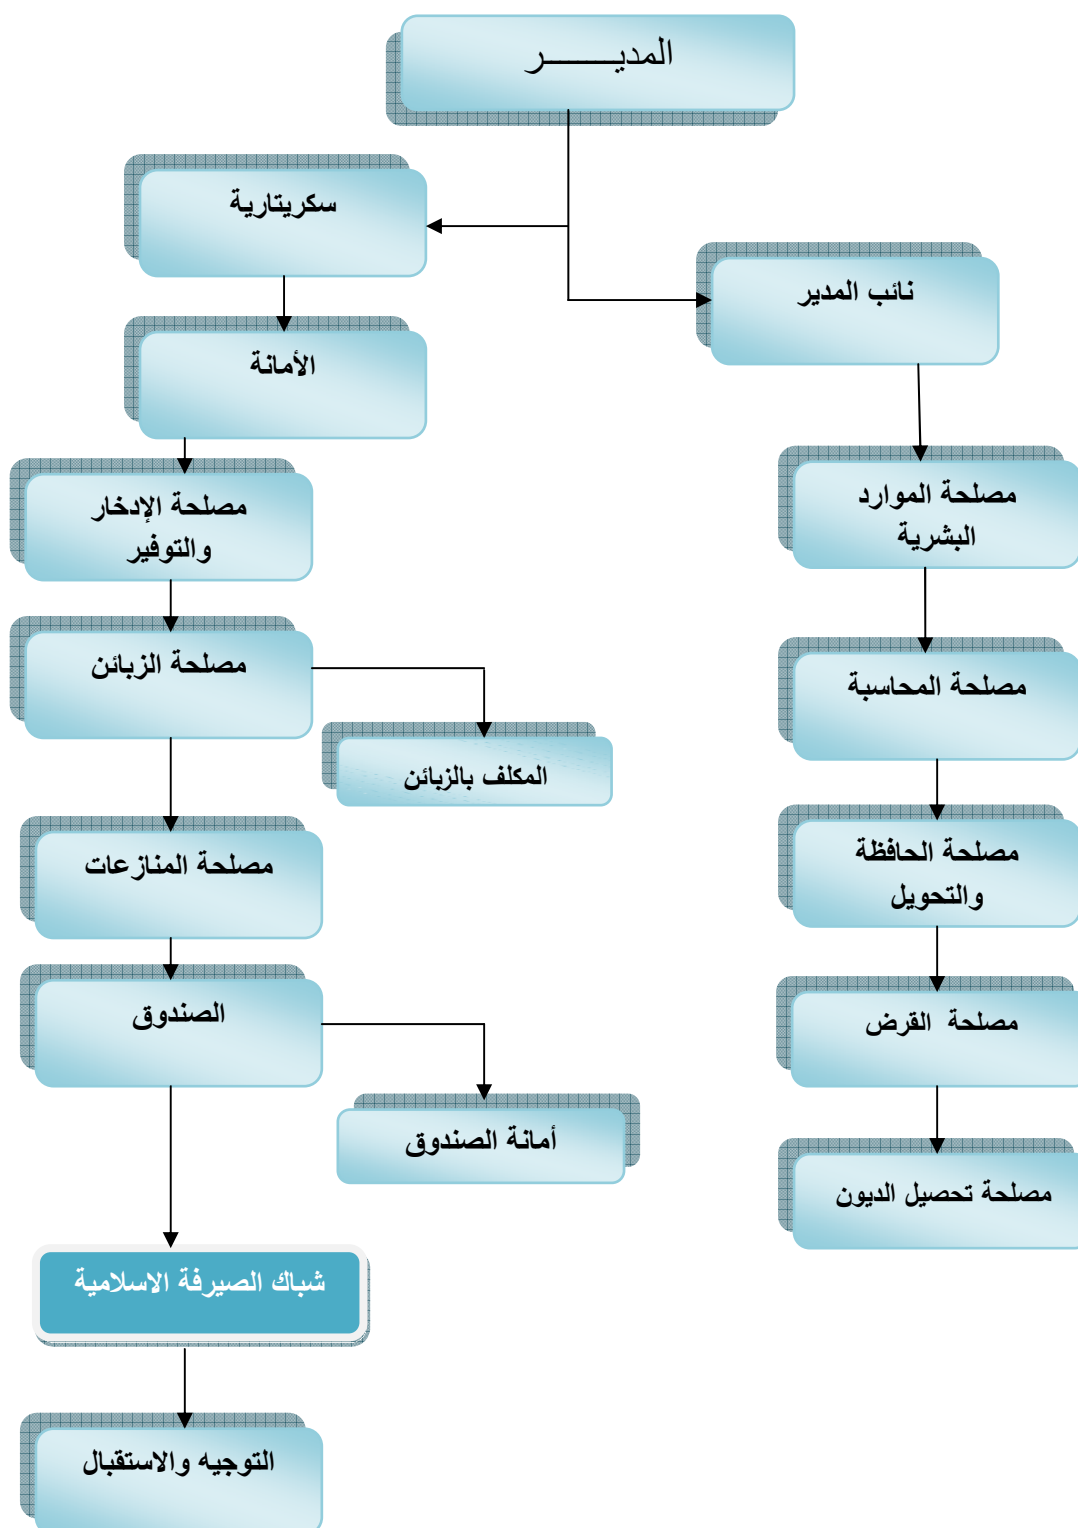 المديـــــــر
سكريتارية
نائب المدير
الأمانة
مصلحة الموارد
البشرية
مصلحة الإدخار
والتوفير
مصلحة الزبائن
مصلحة المحاسبة
المكلف بالزبائن
مصلحة المنازعات
مصلحة الحافظة
والتحويل
الصندوق
مصلحة القرض
أمانة الصندوق
مصلحة تحصيل الديون
شباك الصيرفة الاسلامية
التوجيه والاستقبال